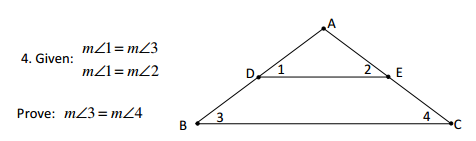 m∠1 = m∠3
4. Given:
m∠1 = m∠2
Prove: m∠3 = m∠4
A
D 1 2 E
B 3 4 C